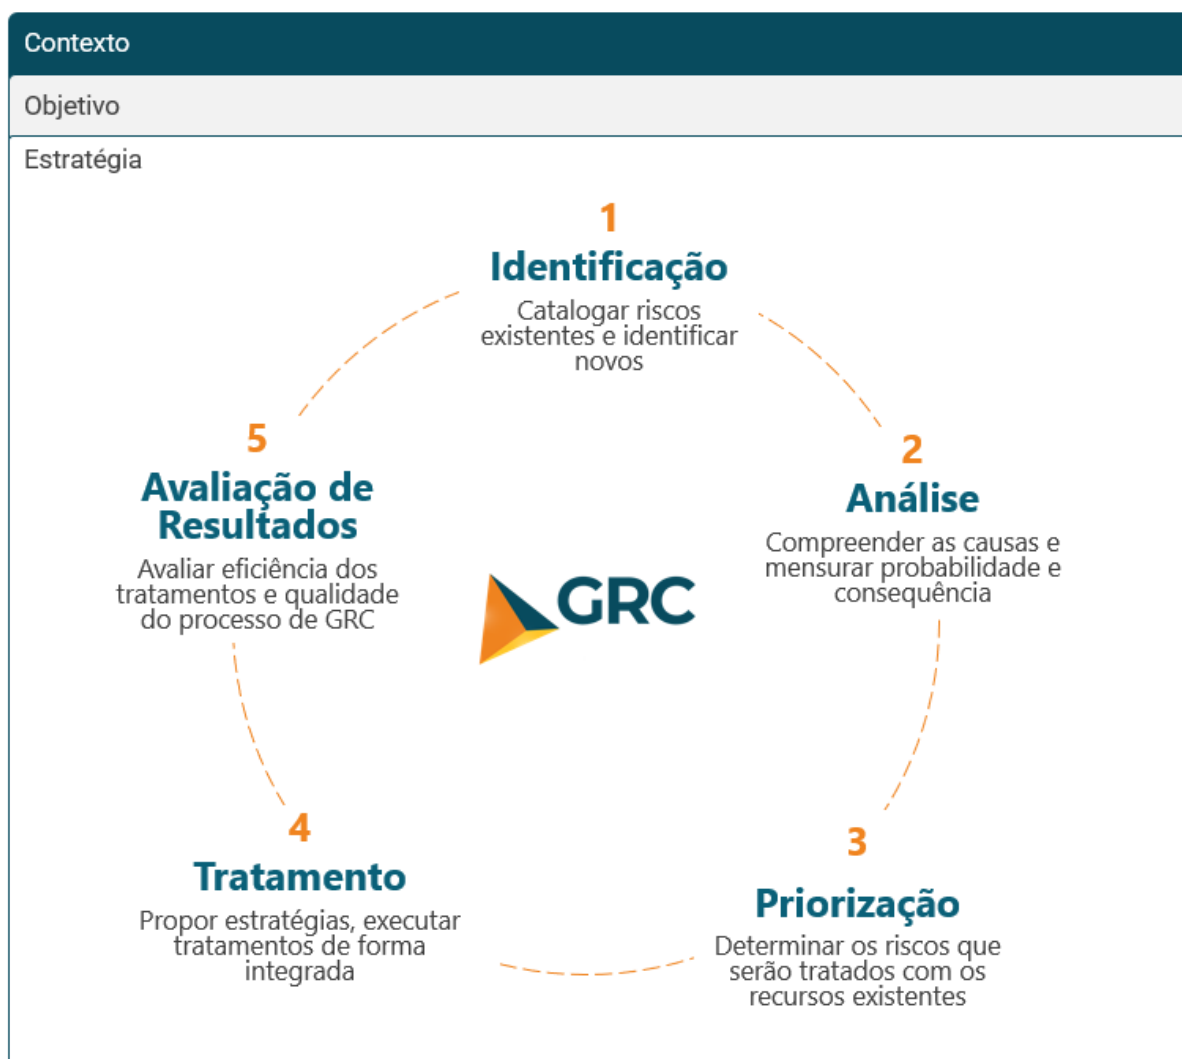 Contexto
Objetivo
Estratégia
1
Identificação
Catalogar riscos
existentes e identificar
novos
2
Análise
Compreender as causas e
mensurar probabilidade e
consequência
3
Priorização
Determinar os riscos que
serão tratados com os
recursos existentes
4
Tratamento
Propor estratégias, executar
tratamentos de forma
integrada
5
Avaliação de
Resultados
Avaliar eficiência dos
tratamentos e qualidade
do processo de GRC
GRC